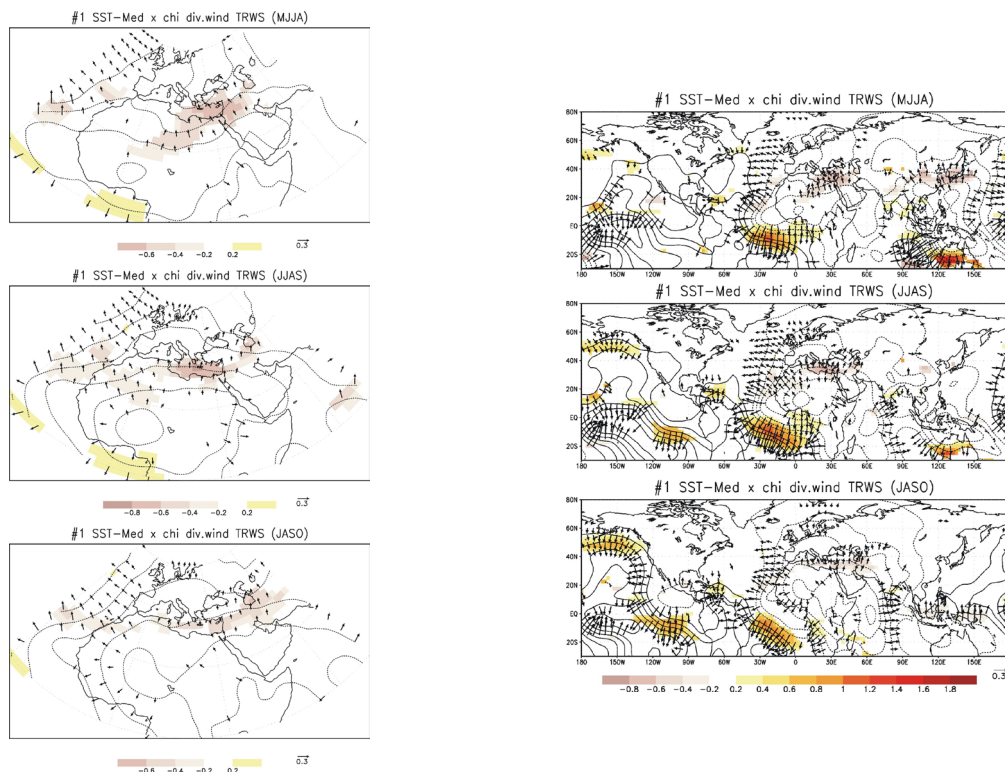 #1 SST-Med x chi div.wind TRWS (MJJA)
-0.6 -0.4 -0.2 0.2 0.3
#1 SST-Med x chi div.wind TRWS (JJAS)
-0.8 -0.6 -0.4 -0.2 0.2 0.3
#1 SST-Med x chi div.wind TRWS (JASO)
-0.6 -0.4 -0.2 0.2 0.3
#1 SST-Med x chi div.wind TRWS (MJJA)
80N
60N
40N
20N
EQ
20S
180 150W 120W 90W 60W 30W 0 30E 60E 90E 120E 150E
#1 SST-Med x chi div.wind TRWS (JJAS)
80N
60N
40N
20N
EQ
20S
180 150W 120W 90W 60W 30W 0 30E 60E 90E 120E 150E
#1 SST-Med x chi div.wind TRWS (JASO)
80N
60N
40N
20N
EQ
20S
180 150W 120W 90W 60W 30W 0 30E 60E 90E 120E 150E
-0.8 -0.6 -0.4 -0.2 0.2 0.4 0.6 0.8 1 1.2 1.4 1.6 1.8 0.3